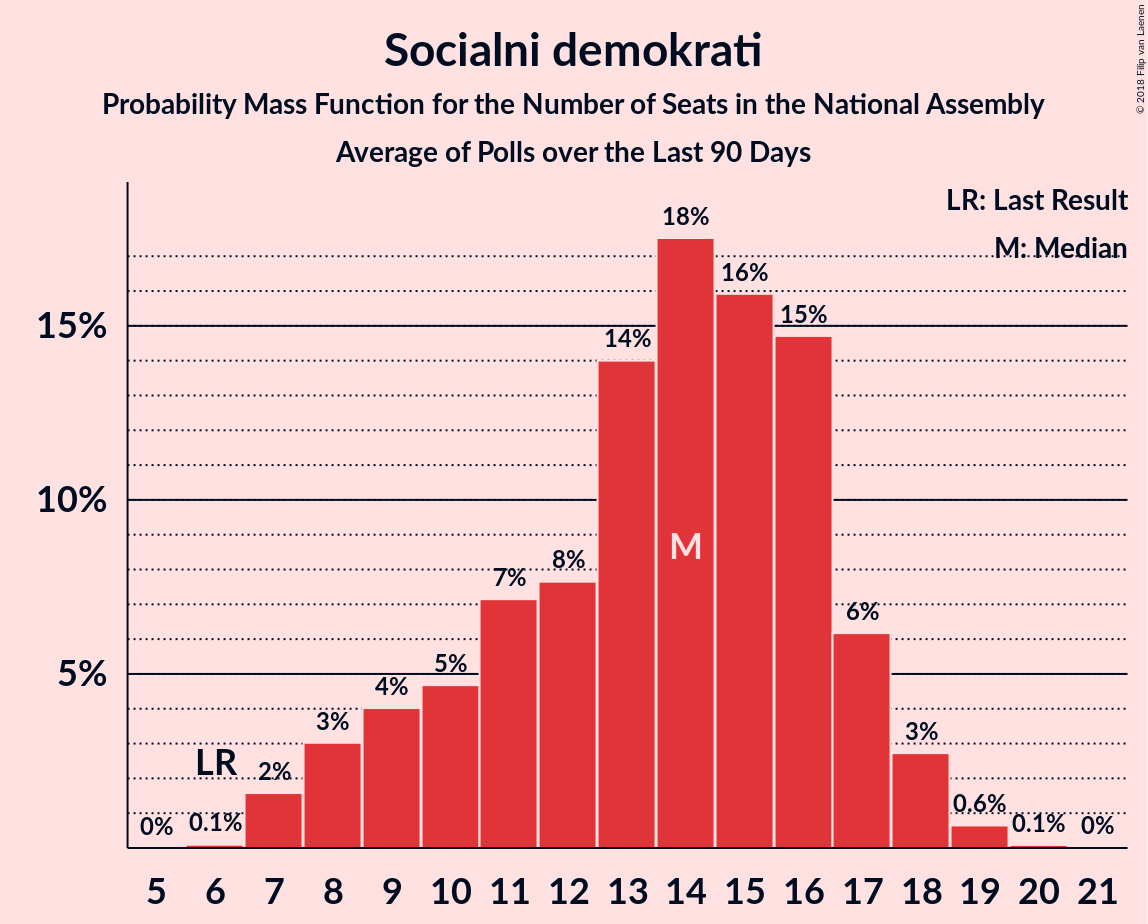 Socialni demokrati
Probability Mass Function for the Number of Seats in the National Assembly
Average of Polls over the Last 90 Days
© 2018 Filip van Laenen
LR: Last Result
M: Median
18%
16%
15%
15%
14%
M
10%
8%
7%
6%
5%
5%
4%
3%
3%
LR
2%
0.6%
0%
0.1%
0.1%
0%
5 6 7 8 9 10 11 12 13 14 15 16 17 18 19 20 21